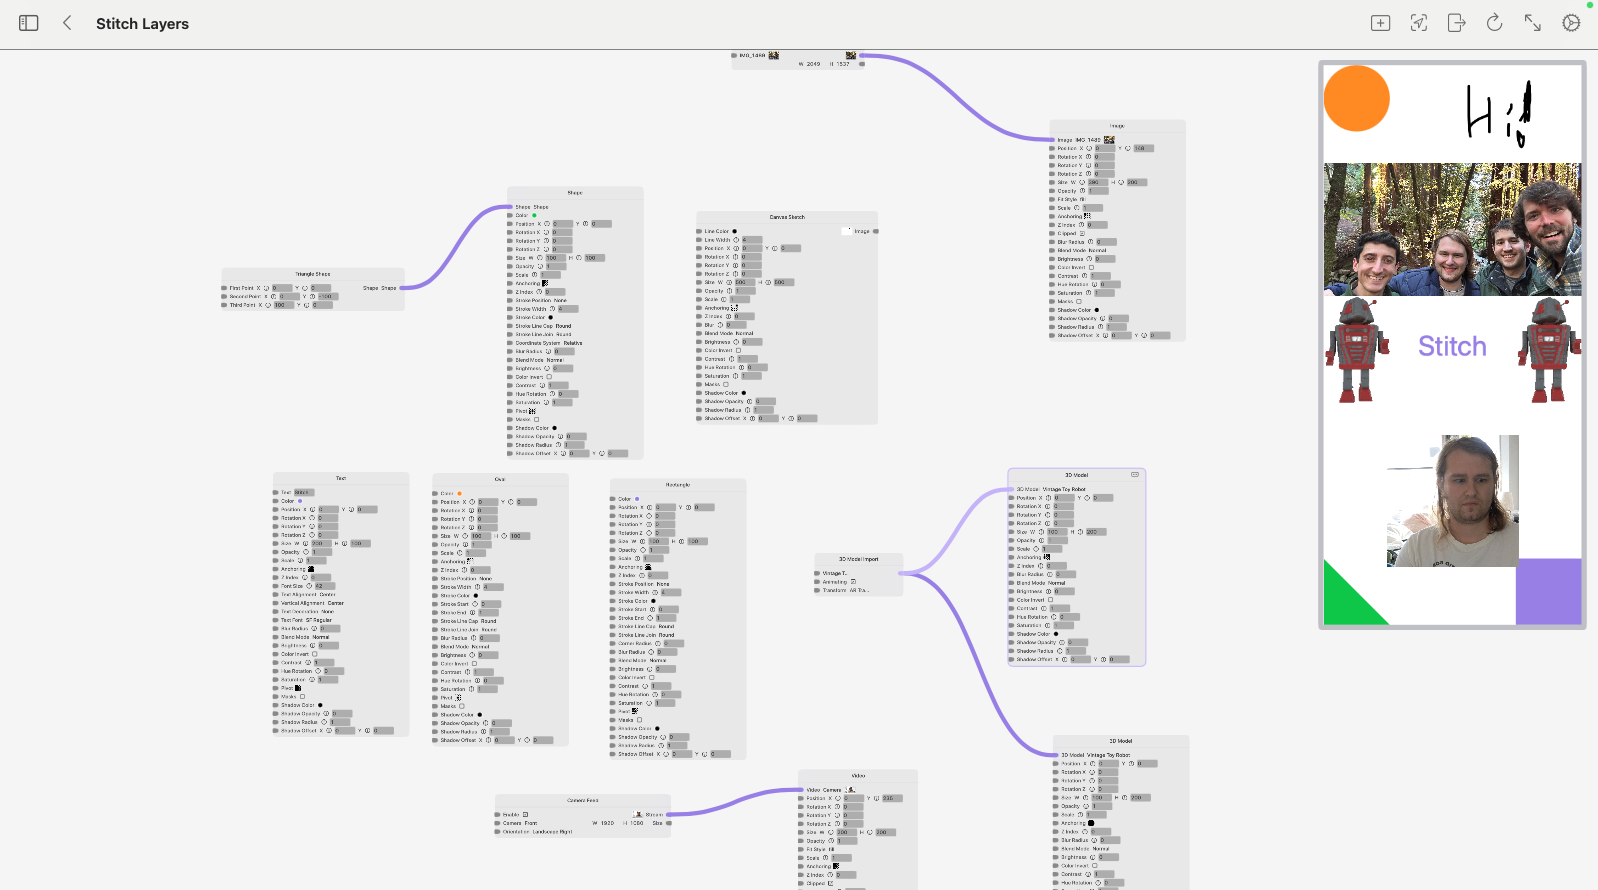 Stitch Layers
IMG_1489
W 2049 H 1537
Image
Image IMG_1489
Position X 0 Y 148
Rotation X 0
Rotation Y 0
Rotation Z 0
Size W 390 H 200
Opacity 1
Fit Style fill
Scale 1
Anchoring
Z Index 0
Clipped
Blur Radius 0
Blend Mode Normal
Brightness 0
Color Invert
Contrast 1
Hue Rotation 0
Saturation 1
Masks
Shadow Color
Shadow Opacity 0
Shadow Radius 1
Shadow Offset X 0 Y 0
Shape
Shape Shape
Color
Position X 0 Y 0
Rotation X 0
Rotation Y 0
Rotation Z 0
Size W 100 H 100
Opacity 1
Scale 1
Anchoring
Z Index 0
Stroke Position None
Stroke Width 4
Stroke Color
Stroke Line Cap Round
Stroke Line Join Round
Coordinate System Relative
Blur Radius 0
Blend Mode Normal
Brightness 0
Color Invert
Contrast 1
Hue Rotation 0
Saturation 1
Pivot
Masks
Shadow Color
Shadow Opacity 0
Shadow Radius 1
Shadow Offset X 0 Y 0
Canvas Sketch
Line Color
Image
Line Width 4
Position X 0 Y 0
Rotation X 0
Rotation Y 0
Rotation Z 0
Size W 500 H 500
Opacity 1
Scale 1
Anchoring
Z Index 0
Blur 0
Blend Mode Normal
Brightness 0
Color Invert
Contrast 1
Hue Rotation 0
Saturation 1
Masks
Shadow Color
Shadow Opacity 0
Shadow Radius 1
Shadow Offset X 0 Y 0
Triangle Shape
First Point X 0 Y 0
Shape Shape
Second Point X 0 Y -100
Third Point X 100 Y 0
Text
Text Stitch
Color
Position X 0 Y 0
Rotation X 0
Rotation Y 0
Rotation Z 0
Size W 200 H 100
Opacity 1
Scale 1
Anchoring
Z Index 0
Font Size 42
Text Alignment Center
Vertical Alignment Center
Text Decoration None
Text Font SF Regular
Blur Radius 0
Blend Mode Normal
Brightness 0
Color Invert
Contrast 1
Hue Rotation 0
Saturation 1
Pivot
Masks
Shadow Color
Shadow Opacity 0
Shadow Radius 1
Shadow Offset X 0 Y 0
Oval
Color
Position X 0 Y 0
Rotation X 0
Rotation Y 0
Rotation Z 0
Size W 100 H 100
Opacity 1
Scale 1
Anchoring
Z Index 0
Stroke Position None
Stroke Width 4
Stroke Color
Stroke Start 0
Stroke End 1
Stroke Line Cap Round
Stroke Line Join Round
Blur Radius 0
Blend Mode Normal
Brightness 0
Color Invert
Contrast 1
Hue Rotation 0
Saturation 1
Pivot
Masks
Shadow Color
Shadow Opacity 0
Shadow Radius 1
Shadow Offset X 0 Y 0
Rectangle
Color
Position X 0 Y 0
Rotation X 0
Rotation Y 0
Rotation Z 0
Size W 100 H 100
Opacity 1
Scale 1
Anchoring
Z Index 0
Stroke Position None
Stroke Width 4
Stroke Color
Stroke Start 0
Stroke End 1
Stroke Line Cap Round
Stroke Line Join Round
Corner Radius 0
Blur Radius 0
Blend Mode Normal
Brightness 0
Color Invert
Contrast 1
Hue Rotation 0
Saturation 1
Pivot
Masks
Shadow Color
Shadow Opacity 0
Shadow Radius 1
Shadow Offset X 0 Y 0
3D Model Import
Vintage T...
Animating
Transform AR Tra...
3D Model
3D Model Vintage Toy Robot
Position X 0 Y 0
Rotation X 0
Rotation Y 0
Rotation Z 0
Size W 100 H 200
Opacity 1
Scale 1
Anchoring
Z Index 0
Blur Radius 0
Blend Mode Normal
Brightness 0
Color Invert
Contrast 1
Hue Rotation 0
Saturation 1
Shadow Color
Shadow Opacity 0
Shadow Radius 1
Shadow Offset X 0 Y 0
3D Model
3D Model Vintage Toy Robot
Position X 0 Y 0
Rotation X 0
Rotation Y 0
Rotation Z 0
Size W 100 H 200
Opacity 1
Scale 1
Anchoring
Z Index 0
Blur Radius 0
Blend Mode Normal
Brightness 0
Color Invert
Contrast 1
Hue Rotation 0
Camera Feed
Enable
Stream
Camera Front
W 1920 H 1080 Size
Orientation Landscape Right
Video
Video Camera
Position X 0 Y 235
Rotation X 0
Rotation Y 0
Rotation Z 0
Size W 200 H 300
Opacity 1
Fit Style fill
Scale 1
Anchoring
Z Index 0
Clipped
Hi!
Stitch